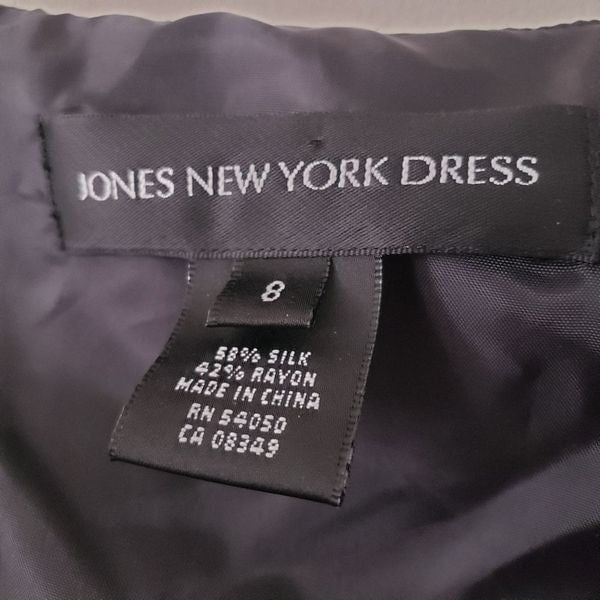 JONES NEW YORK DRESS
8
58% SILK
42% RAYON
MADE IN CHINA
RN 54050
CA 08349